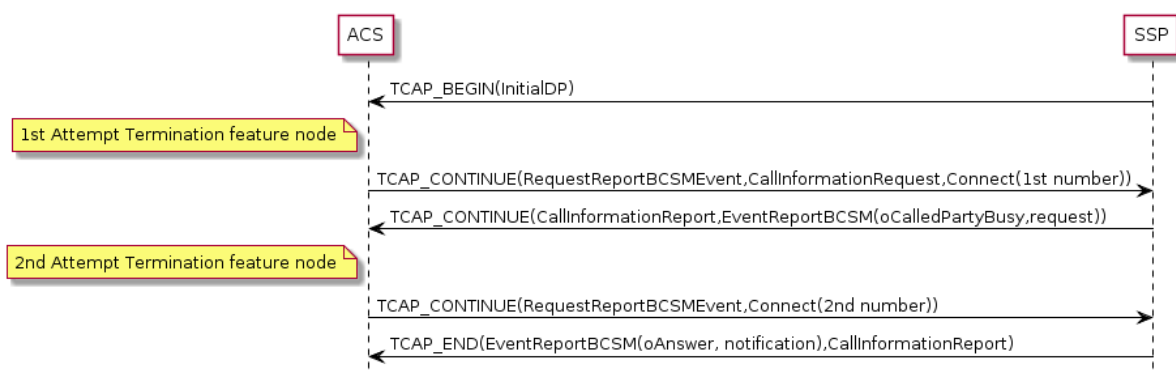 ACS
SSP
TCAP_BEGIN(InitialDP)
1st Attempt Termination feature node
TCAP_CONTINUE(RequestReportBCSMEvent,CallInformationRequest,Connect(1st number))
TCAP_CONTINUE(CallInformationReport,EventReportBCSM(oCalledPartyBusy,request))
2nd Attempt Termination feature node
TCAP_CONTINUE(RequestReportBCSMEvent,Connect(2nd number))
TCAP_END(EventReportBCSM(oAnswer, notification),CallInformationReport)